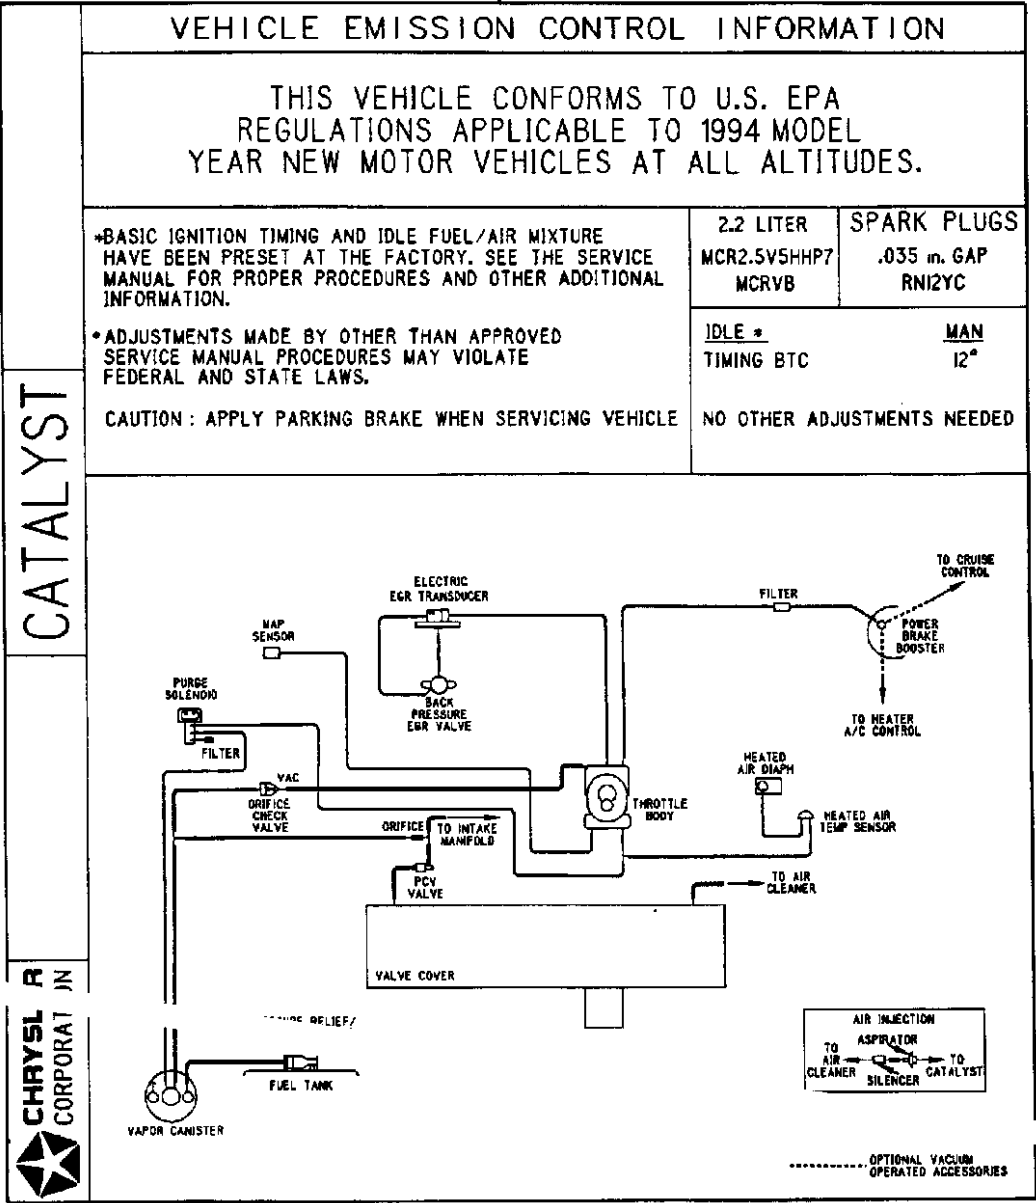 VEHICLE EMISSION CONTROL INFORMATION
THIS VEHICLE CONFORMS TO U.S. EPA
REGULATIONS APPLICABLE TO 1994 MODEL
YEAR NEW MOTOR VEHICLES AT ALL ALTITUDES.
*BASIC IGNITION TIMING AND IDLE FUEL/AIR MIXTURE
HAVE BEEN PRESET AT THE FACTORY. SEE THE SERVICE
MANUAL FOR PROPER PROCEDURES AND OTHER ADDITIONAL
INFORMATION.
•ADJUSTMENTS MADE BY OTHER THAN APPROVED
SERVICE MANUAL PROCEDURES MAY VIOLATE
FEDERAL AND STATE LAWS.
CAUTION : APPLY PARKING BRAKE WHEN SERVICING VEHICLE
2.2 LITER
MCR2.5V5HHP7
MCRVB
SPARK PLUGS
.035 in. GAP
RN12YC
IDLE * MAN
TIMING BTC 12°
NO OTHER ADJUSTMENTS NEEDED
CATALYST
TO CRUISE
CONTROL
ELECTRIC
EGR TRANSDUCER
FILTER
MAP
SENSOR
POWER
BRAKE
BOOSTER
PURGE
SOLENOID
BACK
PRESSURE
EGR VALVE
TO HEATER
A/C CONTROL
FILTER
HEATED
AIR DIAPH
VAC
ORIFICE
CHECK
VALVE
THROTTLE
BODY
HEATED AIR
TEMP SENSOR
ORIFICE
TO INTAKE
MANIFOLD
PCV
VALVE
TO AIR
CLEANER
VALVE COVER
RELIEF/
FUEL TANK
VAPOR CANISTER
AIR INJECTION
ASPIRATOR
TO
AIR
CLEANER
SILENCER
TO
CATALYST
OPTIONAL VACUUM
OPERATED ACCESSORIES
CHRYSL R
CORPORAT ON